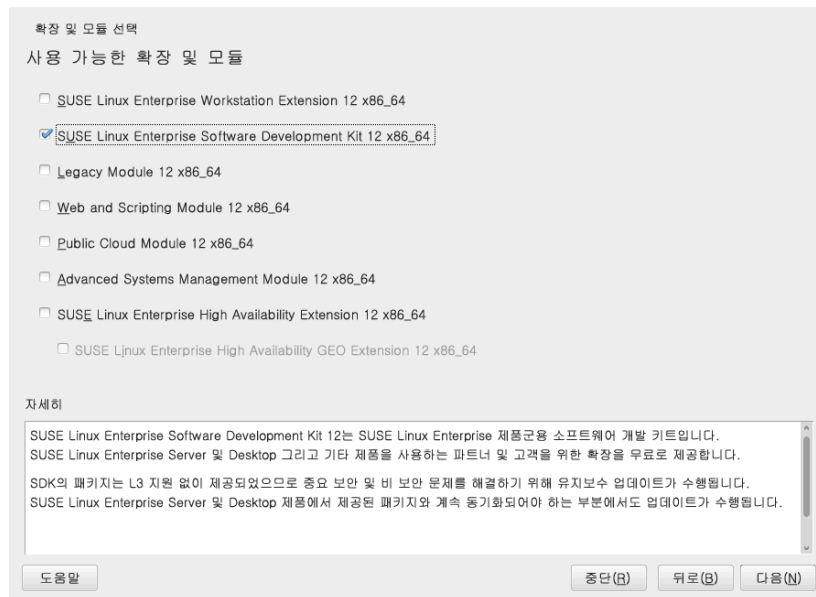 확장 및 모듈 선택
사용 가능한 확장 및 모듈
SUSE Linux Enterprise Workstation Extension 12 x86_64
SUSE Linux Enterprise Software Development Kit 12 x86_64
Legacy Module 12 x86_64
Web and Scripting Module 12 x86_64
Public Cloud Module 12 x86_64
Advanced Systems Management Module 12 x86_64
SUSE Linux Enterprise High Availability Extension 12 x86_64
SUSE Linux Enterprise High Availability GEO Extension 12 x86_64
자세히
SUSE Linux Enterprise Software Development Kit 12는 SUSE Linux Enterprise 제품군용 소프트웨어 개발 키트입니다.
SUSE Linux Enterprise Server 및 Desktop 그리고 기타 제품을 사용하는 파트너 및 고객을 위한 확장을 무료로 제공합니다.
SDK의 패키지는 L3 지원 없이 제공되었으므로 중요 보안 및 비 보안 문제를 해결하기 위해 유지보수 업데이트가 수행됩니다.
SUSE Linux Enterprise Server 및 Desktop 제품에서 제공된 패키지와 계속 동기화되어야 하는 부분에서도 업데이트가 수행됩니다.
도움말
중단(R)
뒤로(B)
다음(N)